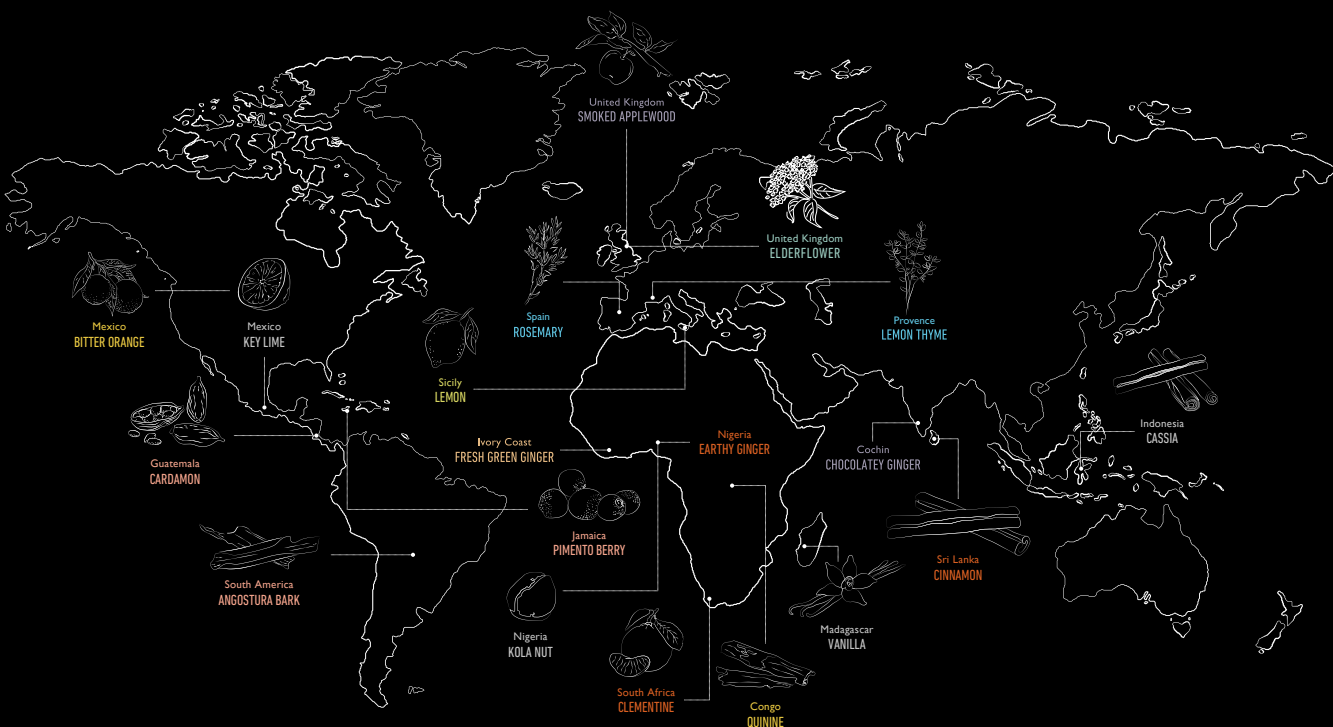 United Kingdom
SMOKED APPLEWOOD
United Kingdom
ELDERFLOWER
Mexico
BITTER ORANGE
Mexico
KEY LIME
Spain
ROSEMARY
Provence
LEMON THYME
Sicily
LEMON
Guatemala
CARDAMON
Ivory Coast
FRESH GREEN GINGER
Nigeria
EARTHY GINGER
Cochin
CHOCOLATEY GINGER
Indonesia
CASSIA
Jamaica
PIMENTO BERRY
South America
ANGOSTURA BARK
Sri Lanka
CINNAMON
Nigeria
KOLA NUT
Madagascar
VANILLA
South Africa
CLEMENTINE
Congo
QUININE